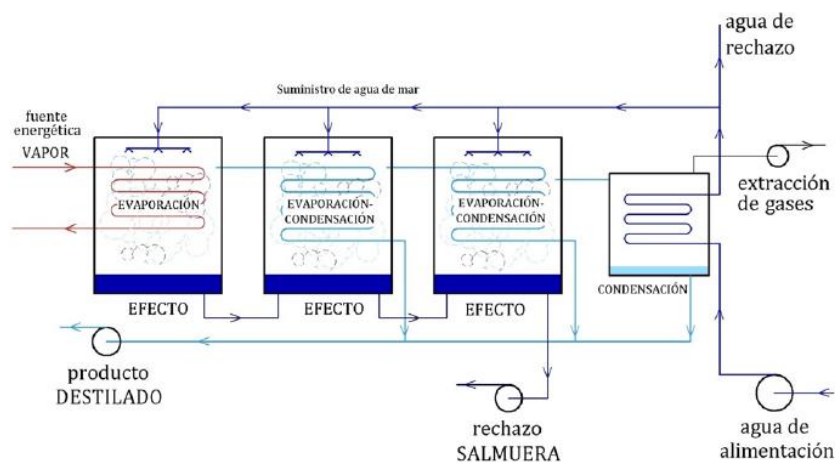 agua de
rechazo
Suministro de agua de mar
fuente
energética
VAPOR
EVAPORACIÓN
EVAPORACIÓN-
CONDENSACIÓN
EVAPORACIÓN-
CONDENSACIÓN
extracción
de gases
CONDENSACIÓN
EFECTO
EFECTO
EFECTO
producto
DESTILADO
rechazo
SALMUERA
agua de
alimentación